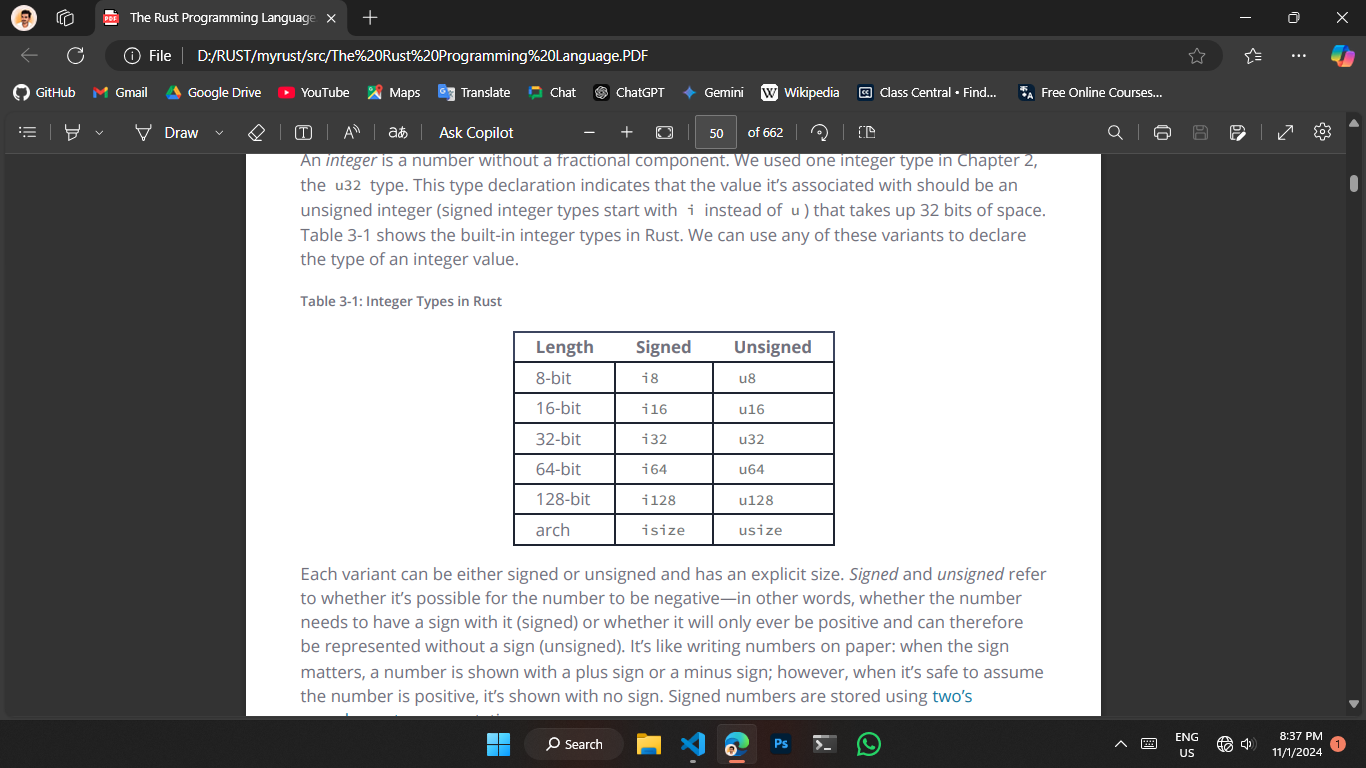 The Rust Programming Language
File D:/RUST/myrust/src/The%20Rust%20Programming%20Language.PDF
GitHub Gmail Google Drive YouTube Maps Translate Chat ChatGPT Gemini Wikipedia Class Central • Find... Free Online Courses...
Draw Ask Copilot 50 of 662
An integer is a number without a fractional component. We used one integer type in Chapter 2,
the u32 type. This type declaration indicates that the value it’s associated with should be an
unsigned integer (signed integer types start with i instead of u ) that takes up 32 bits of space.
Table 3-1 shows the built-in integer types in Rust. We can use any of these variants to declare
the type of an integer value.
Table 3-1: Integer Types in Rust
Length Signed Unsigned
8-bit i8 u8
16-bit i16 u16
32-bit i32 u32
64-bit i64 u64
128-bit i128 u128
arch isize usize
Each variant can be either signed or unsigned and has an explicit size. Signed and unsigned refer
to whether it’s possible for the number to be negative—in other words, whether the number
needs to have a sign with it (signed) or whether it will only ever be positive and can therefore
be represented without a sign (unsigned). It’s like writing numbers on paper: when the sign
matters, a number is shown with a plus sign or a minus sign; however, when it’s safe to assume
the number is positive, it’s shown with no sign. Signed numbers are stored using two’s
Search
ENG
US
8:37 PM
11/1/2024
1